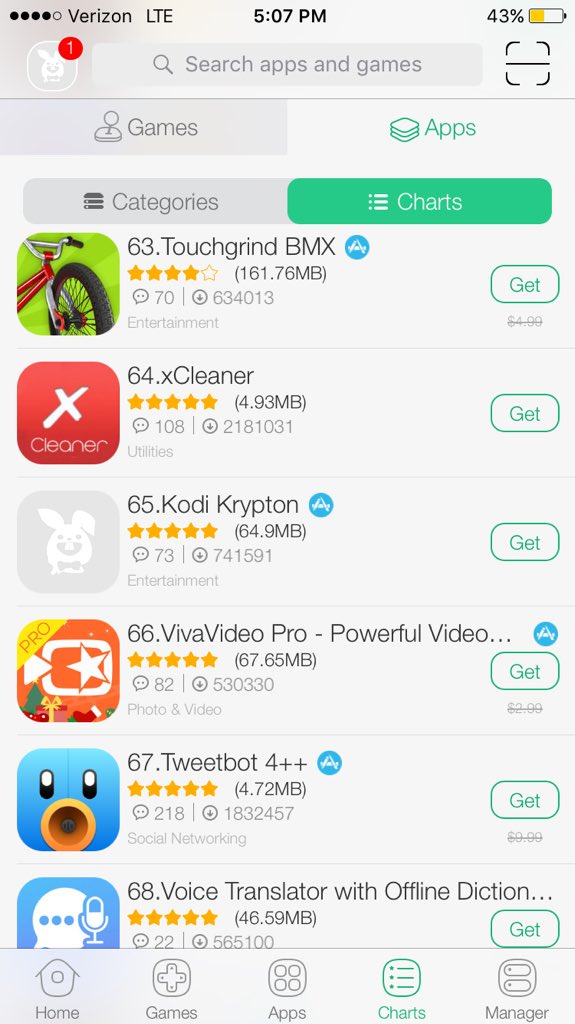 Verizon LTE 5:07 PM 43%
1
Search apps and games
Games Apps
Categories Charts
63.Touchgrind BMX
(161.76MB)
Get
70 | 634013
Entertainment
$4.99
64.xCleaner
X
(4.93MB)
Get
Cleaner
108 | 2181031
Utilities
65.Kodi Krypton
(64.9MB)
Get
73 | 741591
Entertainment
PRO
66.VivaVideo Pro - Powerful Video...
(67.65MB)
Get
82 | 530330
Photo & Video
$2.99
67.Tweetbot 4++
(4.72MB)
Get
218 | 1832457
Social Networking
$9.99
68.Voice Translator with Offline Diction...
(46.59MB)
Get
22 | 565100
Home Games Apps Charts Manager